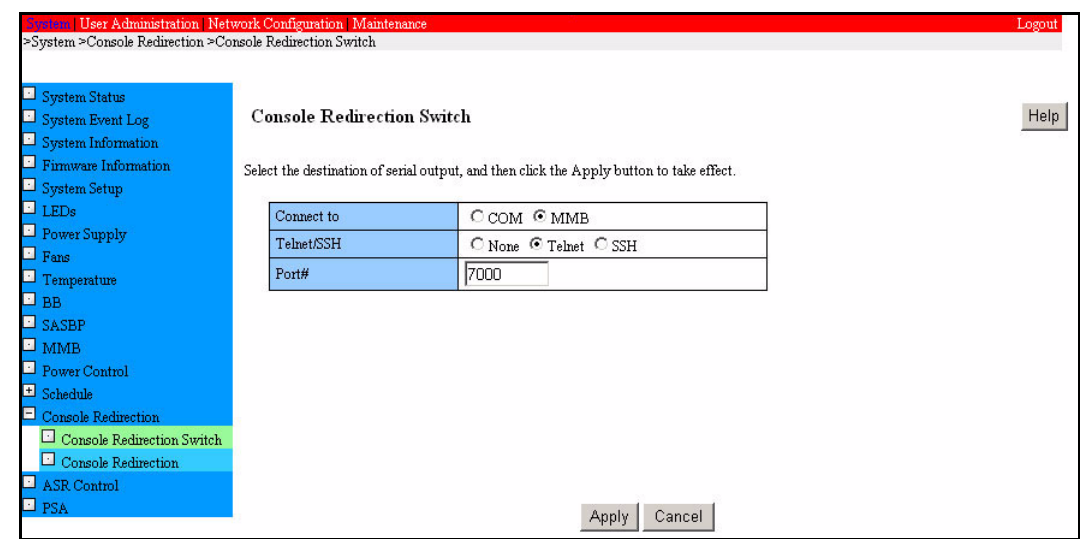 System | User Administration | Network Configuration | Maintenance Logout
>System >Console Redirection >Console Redirection Switch
System Status
System Event Log
System Information
Firmware Information
System Setup
LEDs
Power Supply
Fans
Temperature
BB
SASBP
MMB
Power Control
Schedule
Console Redirection
Console Redirection Switch
Console Redirection
ASR Control
PSA
Console Redirection Switch
Help
Select the destination of serial output, and then click the Apply button to take effect.
Connect to COM MMB
Telnet/SSH None Telnet SSH
Port# 7000
Apply Cancel